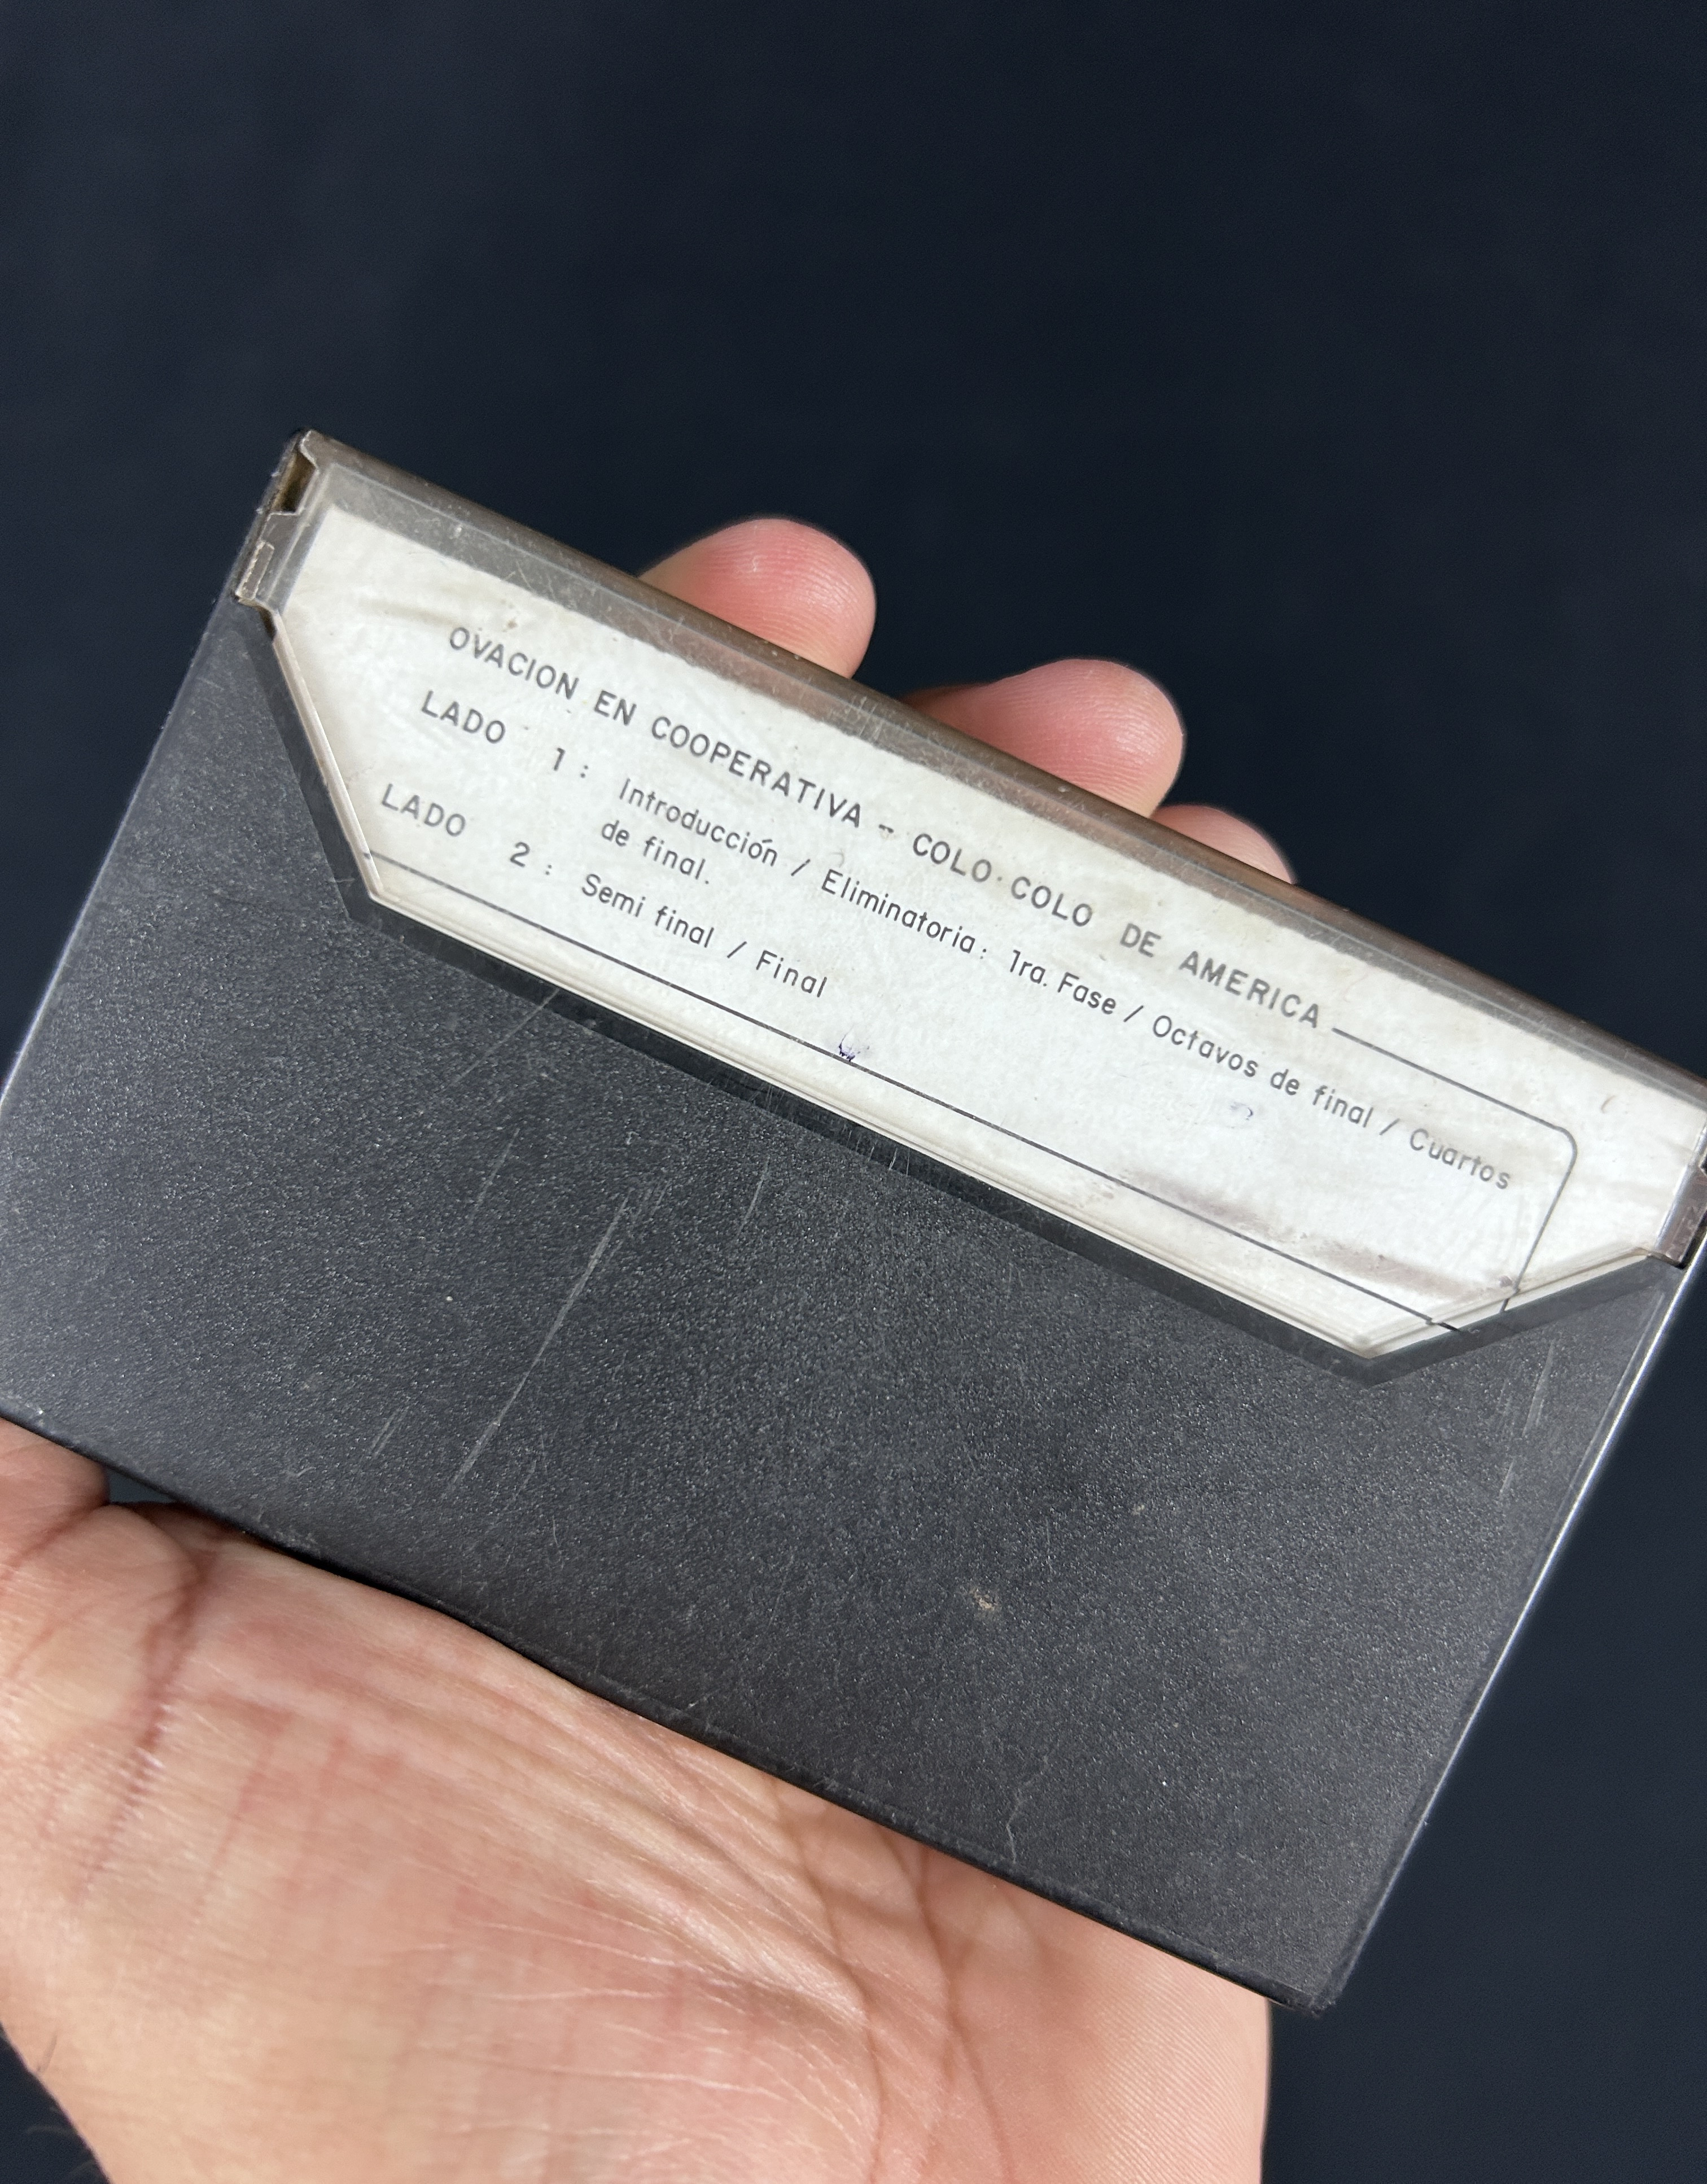 OVACION EN COOPERATIVA - COLO-COLO DE AMERICA
LADO 1: Introducción / Eliminatoria: 1ra. Fase / Octavos de final / Cuartos
de final.
LADO 2: Semi final / Final